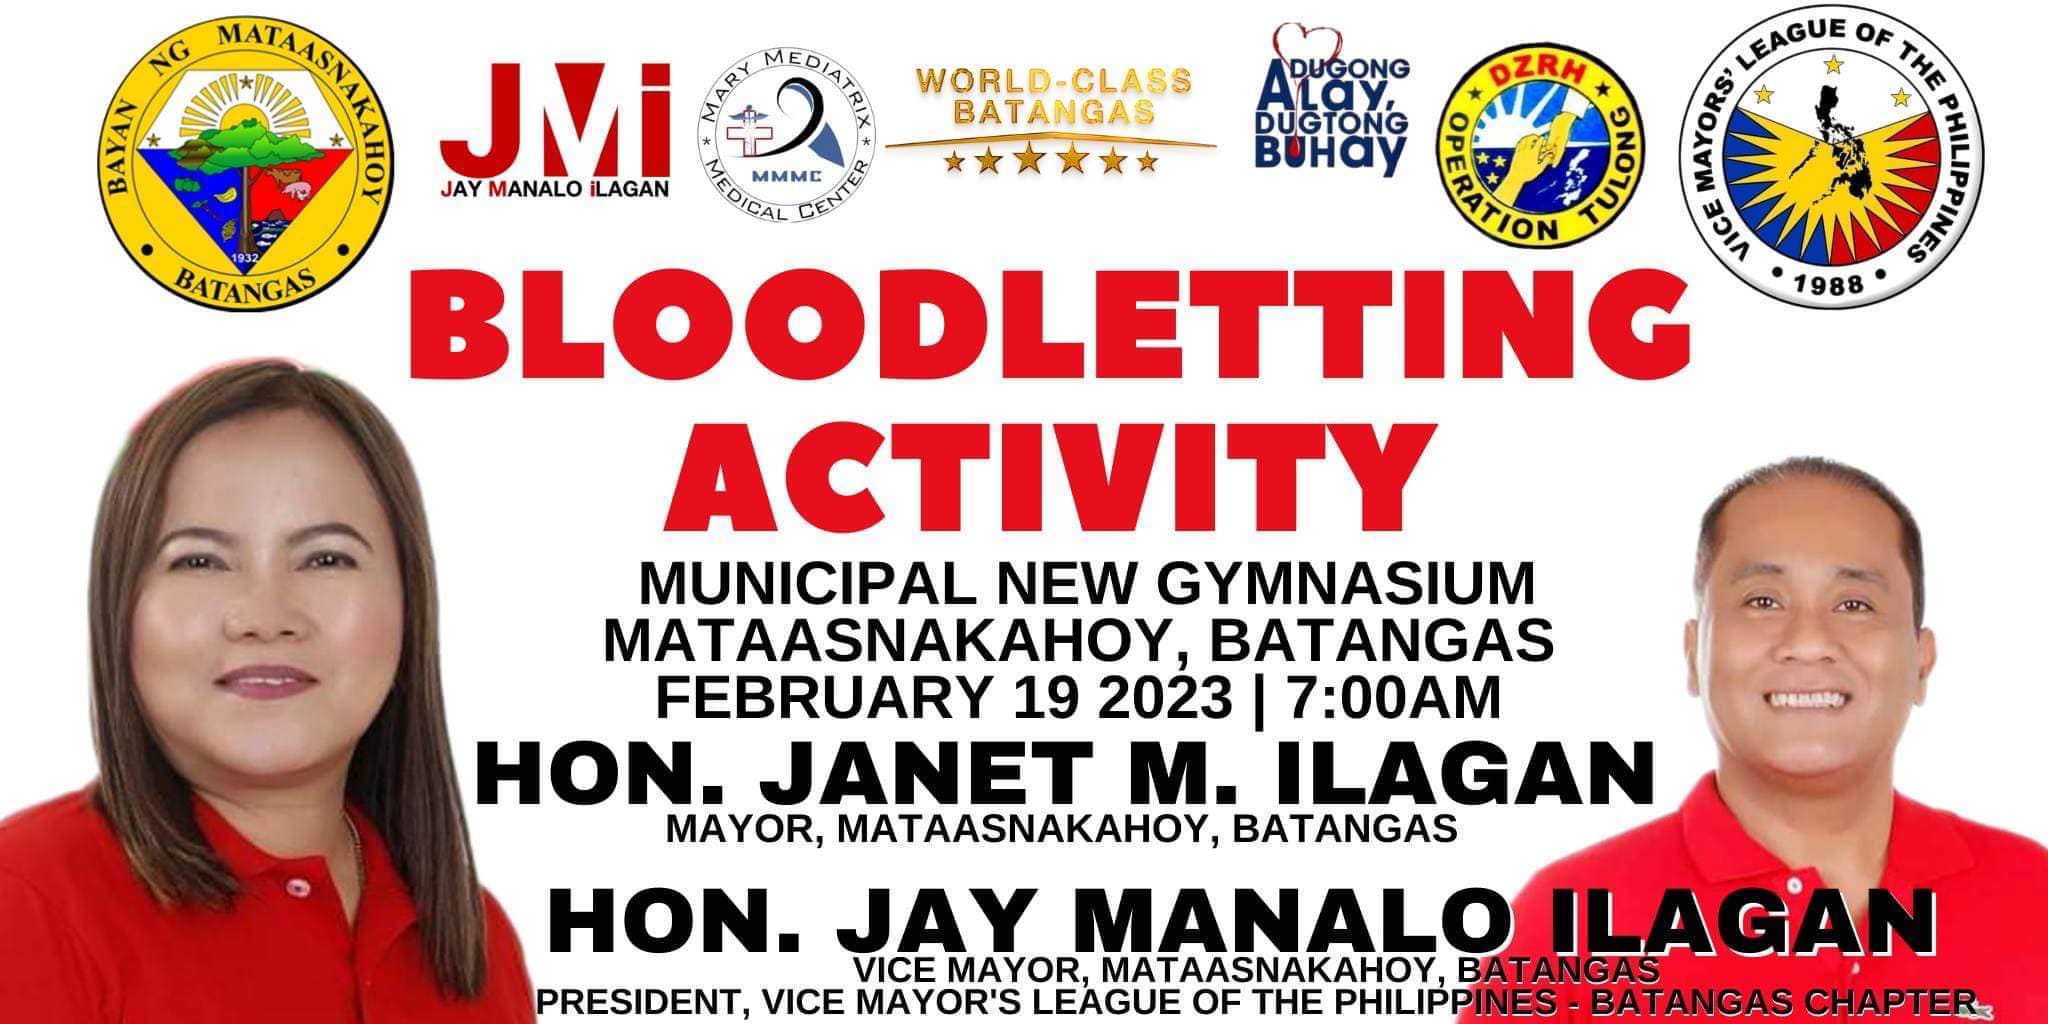 BAYAN NG MATAASNAKAHOY
1932
• BATANGAS •
JMi
JAY MANALO iLAGAN
MARY MEDIATRIX
MMMC
* MEDICAL CENTER *
WORLD-CLASS
BATANGAS
DUGONG
ALay,
DUGTONG
BUHay
DZRH
OPERATION TULONG
VICE MAYORS' LEAGUE OF THE PHILIPPINES
• 1988 •
BLOODLETTING
ACTIVITY
MUNICIPAL NEW GYMNASIUM
MATAASNAKAHOY, BATANGAS
FEBRUARY 19 2023 | 7:00AM
HON. JANET M. ILAGAN
MAYOR, MATAASNAKAHOY, BATANGAS
HON. JAY MANALO ILAGAN
VICE MAYOR, MATAASNAKAHOY, BATANGAS
PRESIDENT, VICE MAYOR'S LEAGUE OF THE PHILIPPINES - BATANGAS CHAPTER